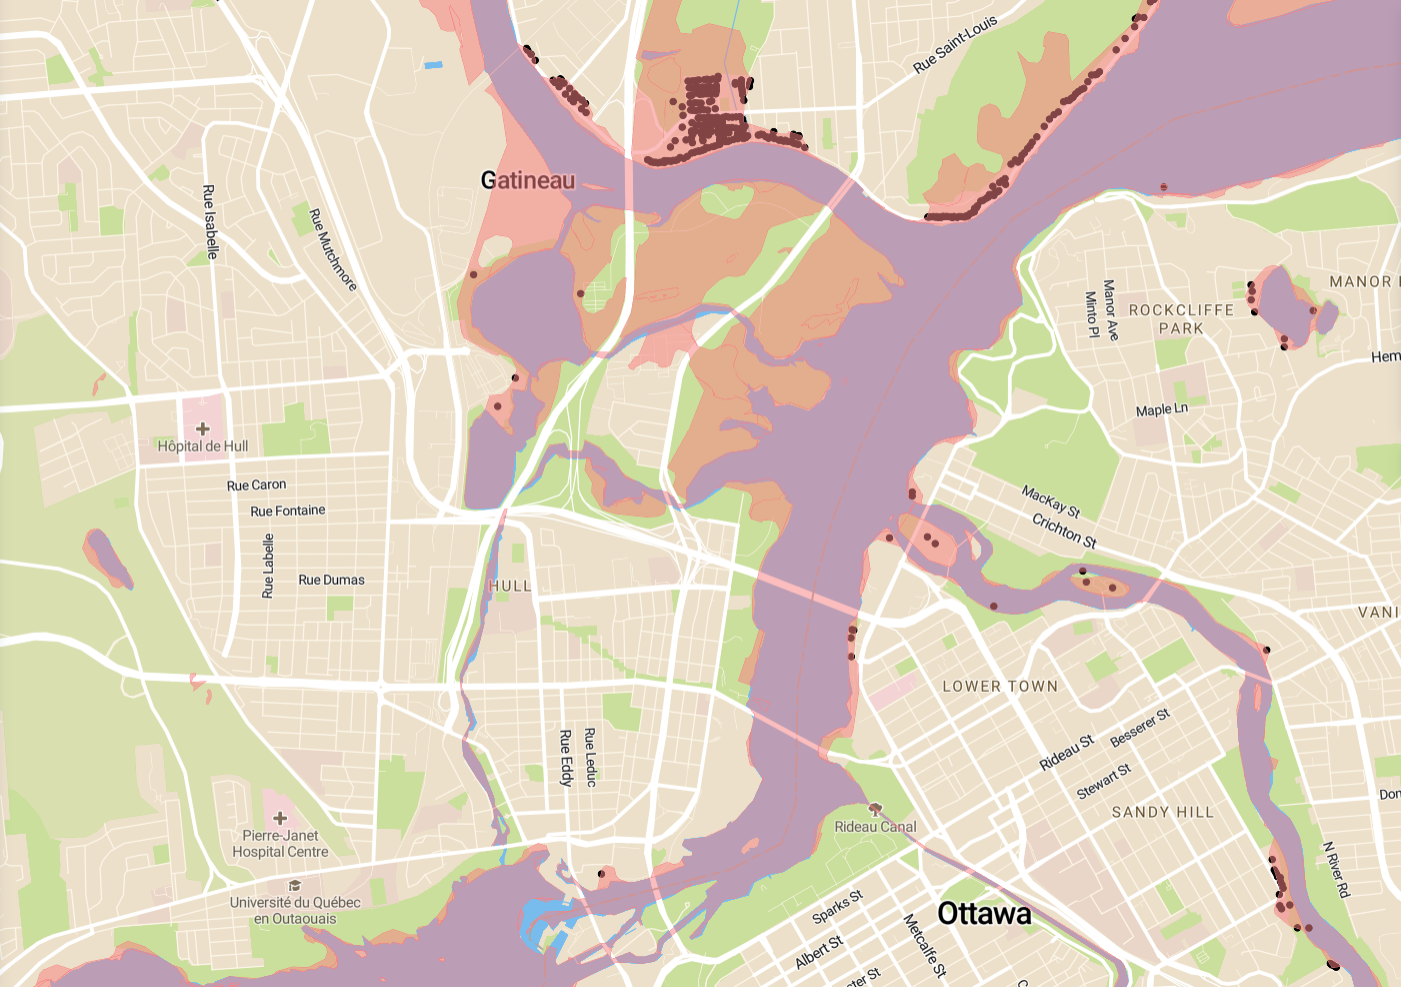 Rue Saint-Louis
Gatineau
Rue Isabelle
Rue Mutchmore
MANOR
Manor Ave
Minto Pl
ROCKCLIFFE
PARK
Hem
Maple Ln
Hôpital de Hull
Rue Caron
Rue Fontaine
MacKay St
Crichton St
Rue Labelle
Rue Dumas
HULL
VANI
LOWER TOWN
Rue Eddy
Rue Leduc
Rideau St
Besserer St
Stewart St
Don
SANDY HILL
Rideau Canal
Pierre-Janet
Hospital Centre
N River Rd
Université du Québec
en Outaouais
Sparks St
Ottawa
Albert St
Metcalfe St
ster St
C